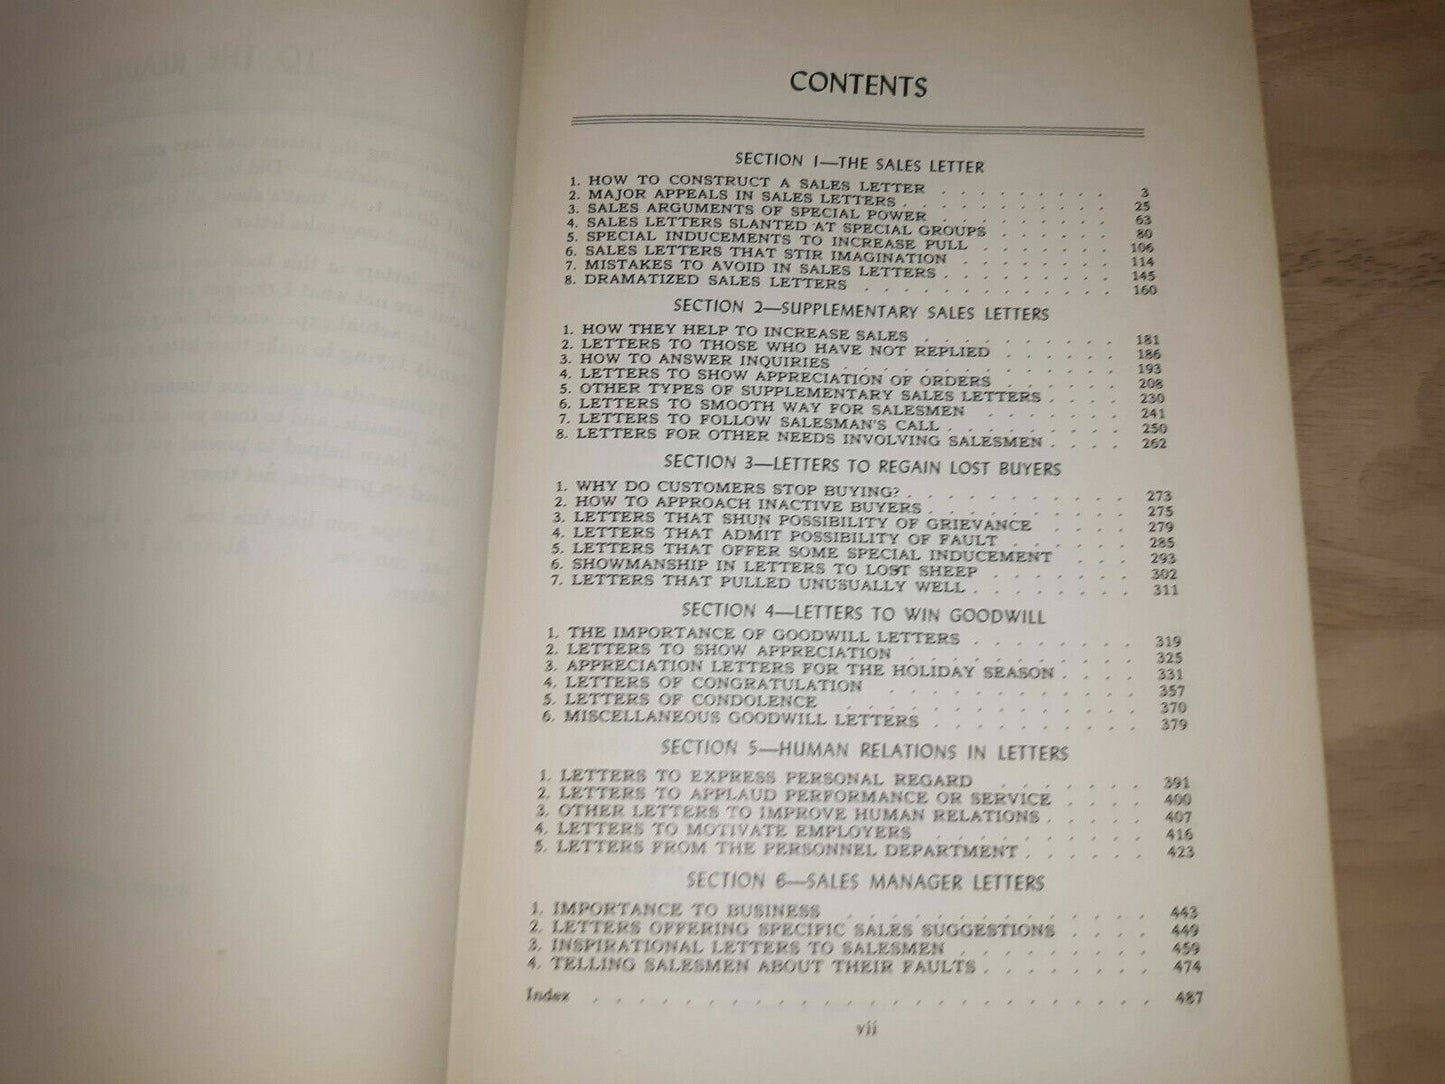 CONTENTS
SECTION 1—THE SALES LETTER
1. HOW TO CONSTRUCT A SALES LETTER . . . . . . . . . 3
2. MAJOR APPEALS IN SALES LETTERS . . . . . . . . . . 25
3. SALES ARGUMENTS OF SPECIAL POWER . . . . . . . . . 63
4. SALES LETTERS SLANTED AT SPECIAL GROUPS . . . . . . 80
5. SPECIAL INDUCEMENTS TO INCREASE PULL . . . . . . . 106
6. SALES LETTERS THAT STIR IMAGINATION . . . . . . . . 114
7. MISTAKES TO AVOID IN SALES LETTERS . . . . . . . . . 145
8. DRAMATIZED SALES LETTERS . . . . . . . . . . . . . 160
SECTION 2—SUPPLEMENTARY SALES LETTERS
1. HOW THEY HELP TO INCREASE SALES . . . . . . . . . 181
2. LETTERS TO THOSE WHO HAVE NOT REPLIED . . . . . . 186
3. HOW TO ANSWER INQUIRIES . . . . . . . . . . . . . 193
4. LETTERS TO SHOW APPRECIATION OF ORDERS . . . . . . 208
5. OTHER TYPES OF SUPPLEMENTARY SALES LETTERS . . . . 230
6. LETTERS TO SMOOTH WAY FOR SALESMEN . . . . . . . 241
7. LETTERS TO FOLLOW SALESMAN'S CALL . . . . . . . . . 250
8. LETTERS FOR OTHER NEEDS INVOLVING SALESMEN . . . . 262
SECTION 3—LETTERS TO REGAIN LOST BUYERS
1. WHY DO CUSTOMERS STOP BUYING? . . . . . . . . . . 273
2. HOW TO APPROACH INACTIVE BUYERS . . . . . . . . . 275
3. LETTERS THAT SHUN POSSIBILITY OF GRIEVANCE . . . . 279
4. LETTERS THAT ADMIT POSSIBILITY OF FAULT . . . . . . 285
5. LETTERS THAT OFFER SOME SPECIAL INDUCEMENT . . . . 293
6. SHOWMANSHIP IN LETTERS TO LOST SHEEP . . . . . . . 302
7. LETTERS THAT PULLED UNUSUALLY WELL . . . . . . . . 311
SECTION 4—LETTERS TO WIN GOODWILL
1. THE IMPORTANCE OF GOODWILL LETTERS . . . . . . . . 319
2. LETTERS TO SHOW APPRECIATION . . . . . . . . . . . 325
3. APPRECIATION LETTERS FOR THE HOLIDAY SEASON . . . . 331
4. LETTERS OF CONGRATULATION . . . . . . . . . . . . 357
5. LETTERS OF CONDOLENCE . . . . . . . . . . . . . . 370
6. MISCELLANEOUS GOODWILL LETTERS . . . . . . . . . . 379
SECTION 5—HUMAN RELATIONS IN LETTERS
1. LETTERS TO EXPRESS PERSONAL REGARD . . . . . . . 391
2. LETTERS TO APPLAUD PERFORMANCE OR SERVICE . . . . 400
3. OTHER LETTERS TO IMPROVE HUMAN RELATIONS . . . . . 407
4. LETTERS TO MOTIVATE EMPLOYERS . . . . . . . . . . 416
5. LETTERS FROM THE PERSONNEL DEPARTMENT . . . . . . 423
SECTION 6—SALES MANAGER LETTERS
1. IMPORTANCE TO BUSINESS . . . . . . . . . . . . . . 443
2. LETTERS OFFERING SPECIFIC SALES SUGGESTIONS . . . . 449
3. INSPIRATIONAL LETTERS TO SALESMEN . . . . . . . . . 459
4. TELLING SALESMEN ABOUT THEIR FAULTS . . . . . . . . 474
Index . . . . . . . . . . . . . . . . . . . . . . . . . 487
vii